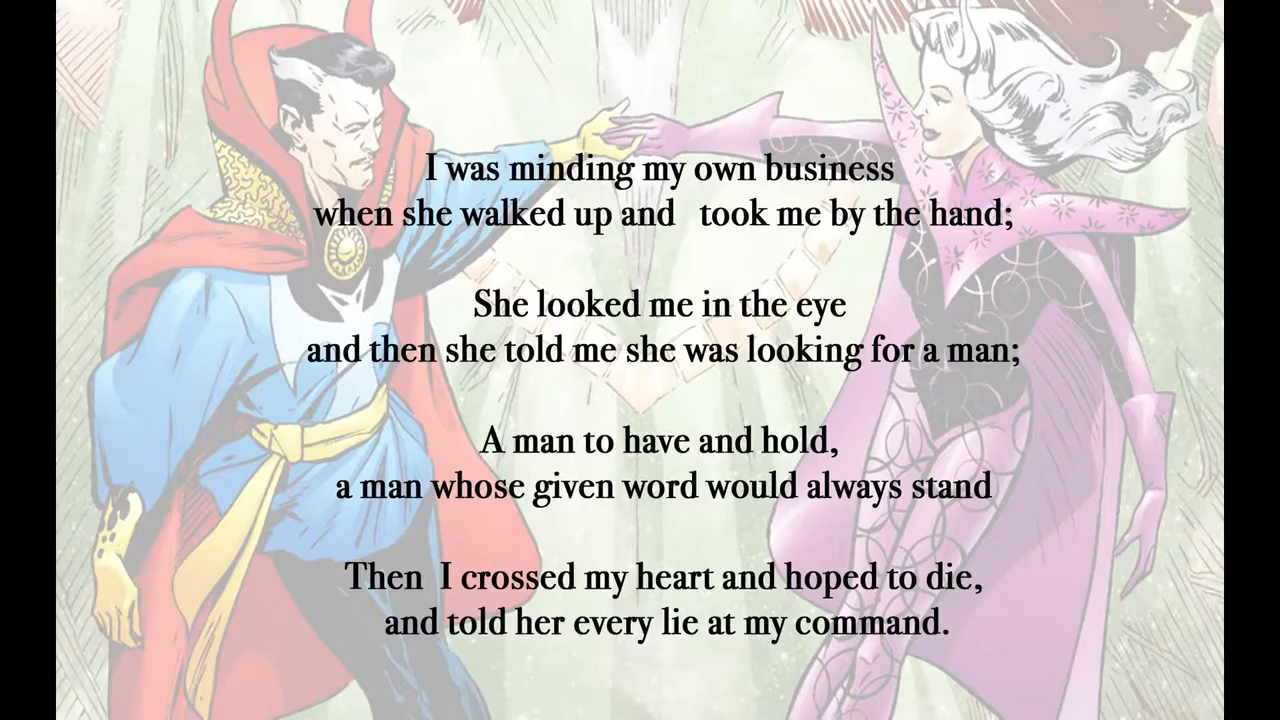 I was minding my own business
when she walked up and took me by the hand;
She looked me in the eye
and then she told me she was looking for a man;
A man to have and hold,
a man whose given word would always stand
Then I crossed my heart and hoped to die,
and told her every lie at my command.